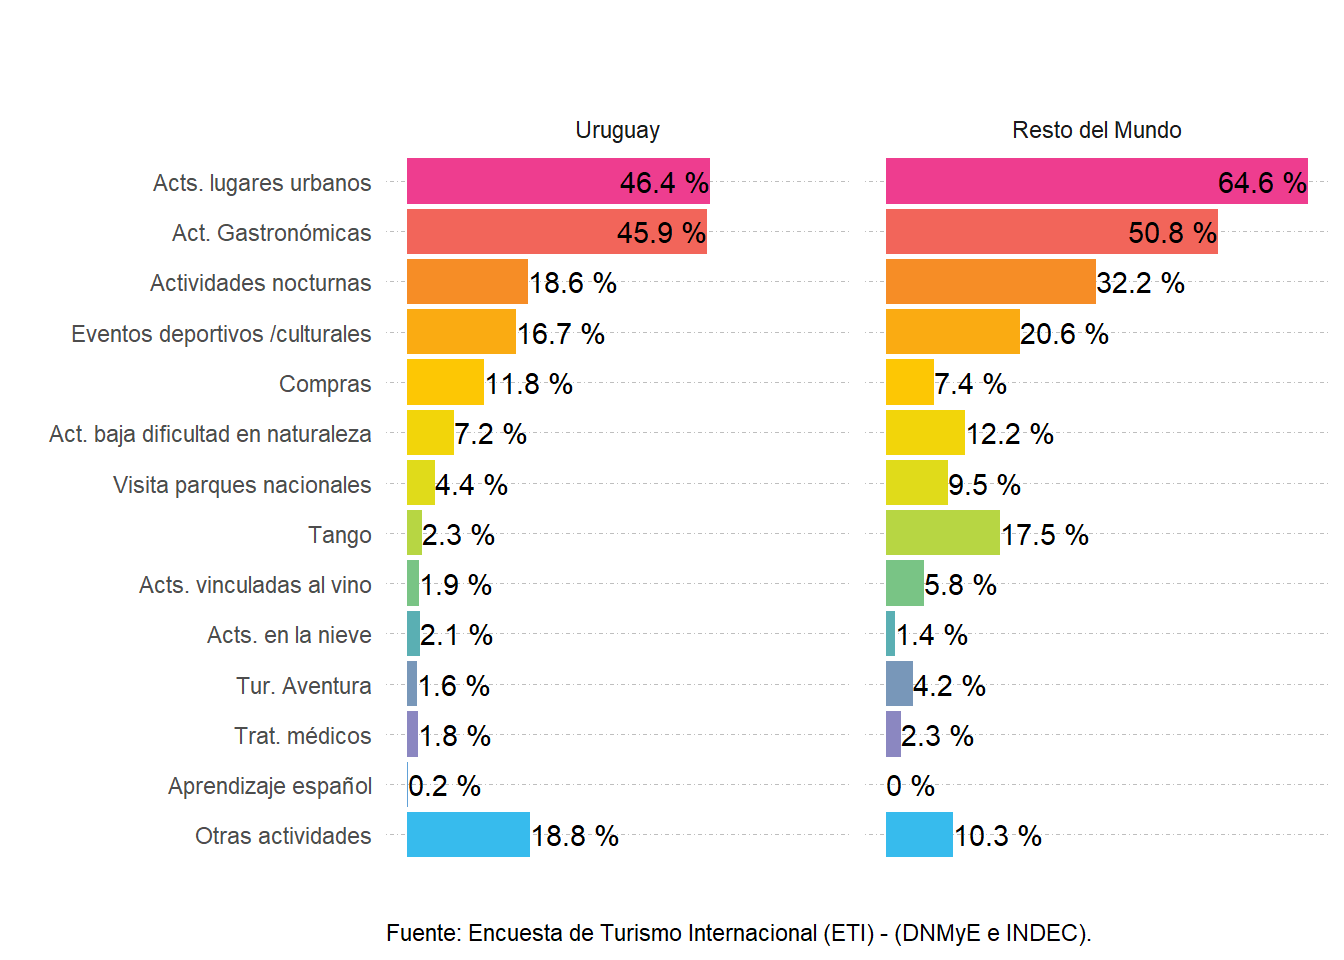 Uruguay Resto del Mundo
Acts. lugares urbanos 46.4 % 64.6 %
Act. Gastronómicas 45.9 % 50.8 %
Actividades nocturnas 18.6 % 32.2 %
Eventos deportivos /culturales 16.7 % 20.6 %
Compras 11.8 % 7.4 %
Act. baja dificultad en naturaleza 7.2 % 12.2 %
Visita parques nacionales 4.4 % 9.5 %
Tango 2.3 % 17.5 %
Acts. vinculadas al vino 1.9 % 5.8 %
Acts. en la nieve 2.1 % 1.4 %
Tur. Aventura 1.6 % 4.2 %
Trat. médicos 1.8 % 2.3 %
Aprendizaje español 0.2 % 0 %
Otras actividades 18.8 % 10.3 %
Fuente: Encuesta de Turismo Internacional (ETI) - (DNMyE e INDEC).